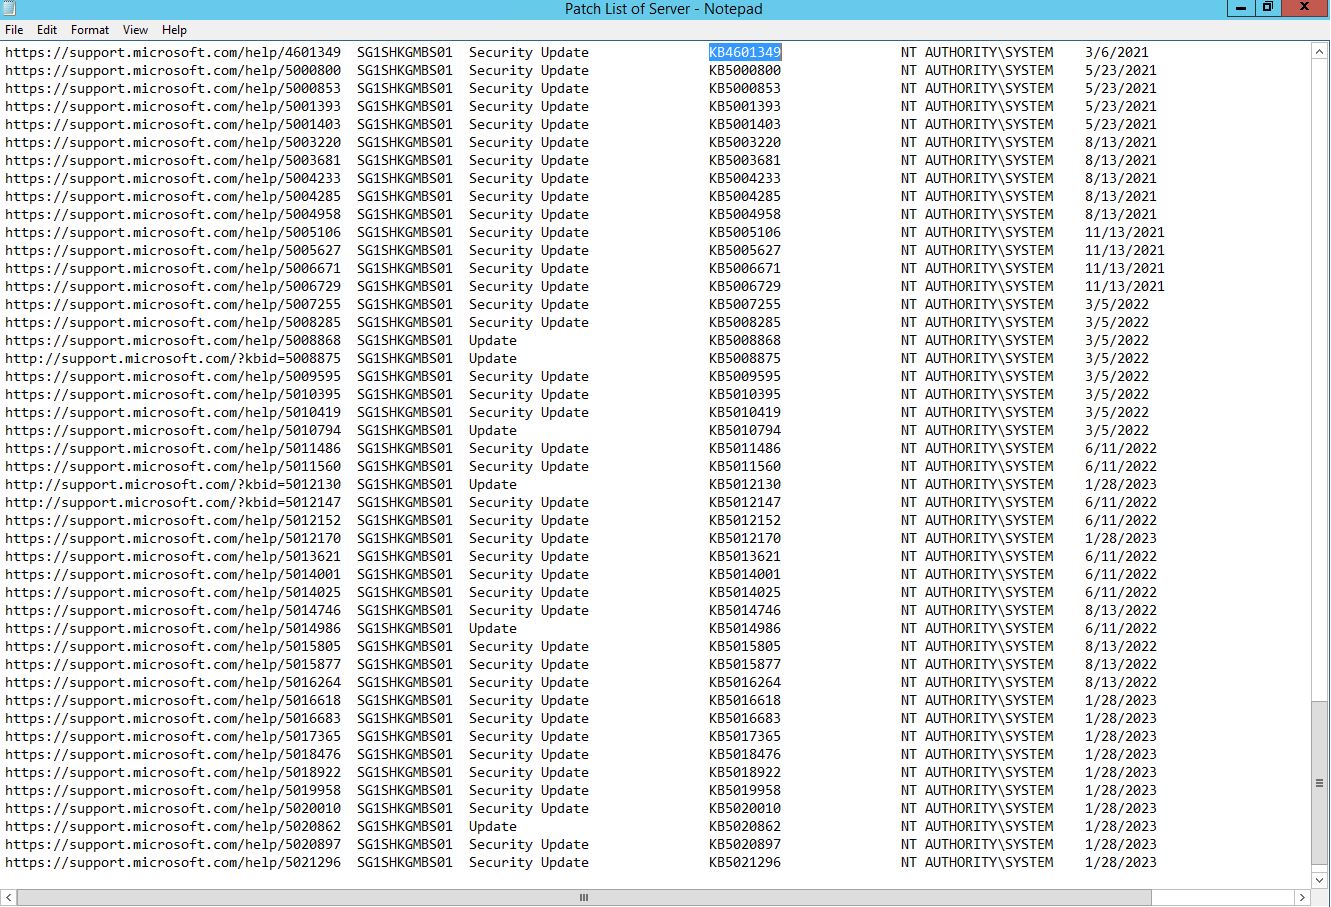 Patch List of Server - Notepad
File Edit Format View Help
https://support.microsoft.com/help/4601349 SG1SHKGMBS01 Security Update KB4601349 NT AUTHORITY\SYSTEM 3/6/2021
https://support.microsoft.com/help/5000800 SG1SHKGMBS01 Security Update KB5000800 NT AUTHORITY\SYSTEM 5/23/2021
https://support.microsoft.com/help/5000853 SG1SHKGMBS01 Security Update KB5000853 NT AUTHORITY\SYSTEM 5/23/2021
https://support.microsoft.com/help/5001393 SG1SHKGMBS01 Security Update KB5001393 NT AUTHORITY\SYSTEM 5/23/2021
https://support.microsoft.com/help/5001403 SG1SHKGMBS01 Security Update KB5001403 NT AUTHORITY\SYSTEM 5/23/2021
https://support.microsoft.com/help/5003220 SG1SHKGMBS01 Security Update KB5003220 NT AUTHORITY\SYSTEM 8/13/2021
https://support.microsoft.com/help/5003681 SG1SHKGMBS01 Security Update KB5003681 NT AUTHORITY\SYSTEM 8/13/2021
https://support.microsoft.com/help/5004233 SG1SHKGMBS01 Security Update KB5004233 NT AUTHORITY\SYSTEM 8/13/2021
https://support.microsoft.com/help/5004285 SG1SHKGMBS01 Security Update KB5004285 NT AUTHORITY\SYSTEM 8/13/2021
https://support.microsoft.com/help/5004958 SG1SHKGMBS01 Security Update KB5004958 NT AUTHORITY\SYSTEM 8/13/2021
https://support.microsoft.com/help/5005106 SG1SHKGMBS01 Security Update KB5005106 NT AUTHORITY\SYSTEM 11/13/2021
https://support.microsoft.com/help/5005627 SG1SHKGMBS01 Security Update KB5005627 NT AUTHORITY\SYSTEM 11/13/2021
https://support.microsoft.com/help/5006671 SG1SHKGMBS01 Security Update KB5006671 NT AUTHORITY\SYSTEM 11/13/2021
https://support.microsoft.com/help/5006729 SG1SHKGMBS01 Security Update KB5006729 NT AUTHORITY\SYSTEM 11/13/2021
https://support.microsoft.com/help/5007255 SG1SHKGMBS01 Security Update KB5007255 NT AUTHORITY\SYSTEM 3/5/2022
https://support.microsoft.com/help/5008285 SG1SHKGMBS01 Security Update KB5008285 NT AUTHORITY\SYSTEM 3/5/2022
https://support.microsoft.com/help/5008868 SG1SHKGMBS01 Update KB5008868 NT AUTHORITY\SYSTEM 3/5/2022
http://support.microsoft.com/?kbid=5008875 SG1SHKGMBS01 Update KB5008875 NT AUTHORITY\SYSTEM 3/5/2022
https://support.microsoft.com/help/5009595 SG1SHKGMBS01 Security Update KB5009595 NT AUTHORITY\SYSTEM 3/5/2022
https://support.microsoft.com/help/5010395 SG1SHKGMBS01 Security Update KB5010395 NT AUTHORITY\SYSTEM 3/5/2022
https://support.microsoft.com/help/5010419 SG1SHKGMBS01 Security Update KB5010419 NT AUTHORITY\SYSTEM 3/5/2022
https://support.microsoft.com/help/5010794 SG1SHKGMBS01 Update KB5010794 NT AUTHORITY\SYSTEM 3/5/2022
https://support.microsoft.com/help/5011486 SG1SHKGMBS01 Security Update KB5011486 NT AUTHORITY\SYSTEM 6/11/2022
https://support.microsoft.com/help/5011560 SG1SHKGMBS01 Security Update KB5011560 NT AUTHORITY\SYSTEM 6/11/2022
http://support.microsoft.com/?kbid=5012130 SG1SHKGMBS01 Update KB5012130 NT AUTHORITY\SYSTEM 1/28/2023
http://support.microsoft.com/?kbid=5012147 SG1SHKGMBS01 Security Update KB5012147 NT AUTHORITY\SYSTEM 6/11/2022
https://support.microsoft.com/help/5012152 SG1SHKGMBS01 Security Update KB5012152 NT AUTHORITY\SYSTEM 6/11/2022
https://support.microsoft.com/help/5012170 SG1SHKGMBS01 Security Update KB5012170 NT AUTHORITY\SYSTEM 1/28/2023
https://support.microsoft.com/help/5013621 SG1SHKGMBS01 Security Update KB5013621 NT AUTHORITY\SYSTEM 6/11/2022
https://support.microsoft.com/help/5014001 SG1SHKGMBS01 Security Update KB5014001 NT AUTHORITY\SYSTEM 6/11/2022
https://support.microsoft.com/help/5014025 SG1SHKGMBS01 Security Update KB5014025 NT AUTHORITY\SYSTEM 6/11/2022
https://support.microsoft.com/help/5014746 SG1SHKGMBS01 Security Update KB5014746 NT AUTHORITY\SYSTEM 8/13/2022
https://support.microsoft.com/help/5014986 SG1SHKGMBS01 Update KB5014986 NT AUTHORITY\SYSTEM 6/11/2022
https://support.microsoft.com/help/5015805 SG1SHKGMBS01 Security Update KB5015805 NT AUTHORITY\SYSTEM 8/13/2022
https://support.microsoft.com/help/5015877 SG1SHKGMBS01 Security Update KB5015877 NT AUTHORITY\SYSTEM 8/13/2022
https://support.microsoft.com/help/5016264 SG1SHKGMBS01 Security Update KB5016264 NT AUTHORITY\SYSTEM 8/13/2022
https://support.microsoft.com/help/5016618 SG1SHKGMBS01 Security Update KB5016618 NT AUTHORITY\SYSTEM 1/28/2023
https://support.microsoft.com/help/5016683 SG1SHKGMBS01 Security Update KB5016683 NT AUTHORITY\SYSTEM 1/28/2023
https://support.microsoft.com/help/5017365 SG1SHKGMBS01 Security Update KB5017365 NT AUTHORITY\SYSTEM 1/28/2023
https://support.microsoft.com/help/5018476 SG1SHKGMBS01 Security Update KB5018476 NT AUTHORITY\SYSTEM 1/28/2023
https://support.microsoft.com/help/5018922 SG1SHKGMBS01 Security Update KB5018922 NT AUTHORITY\SYSTEM 1/28/2023
https://support.microsoft.com/help/5019958 SG1SHKGMBS01 Security Update KB5019958 NT AUTHORITY\SYSTEM 1/28/2023
https://support.microsoft.com/help/5020010 SG1SHKGMBS01 Security Update KB5020010 NT AUTHORITY\SYSTEM 1/28/2023
https://support.microsoft.com/help/5020862 SG1SHKGMBS01 Update KB5020862 NT AUTHORITY\SYSTEM 1/28/2023
https://support.microsoft.com/help/5020897 SG1SHKGMBS01 Security Update KB5020897 NT AUTHORITY\SYSTEM 1/28/2023
https://support.microsoft.com/help/5021296 SG1SHKGMBS01 Security Update KB5021296 NT AUTHORITY\SYSTEM 1/28/2023